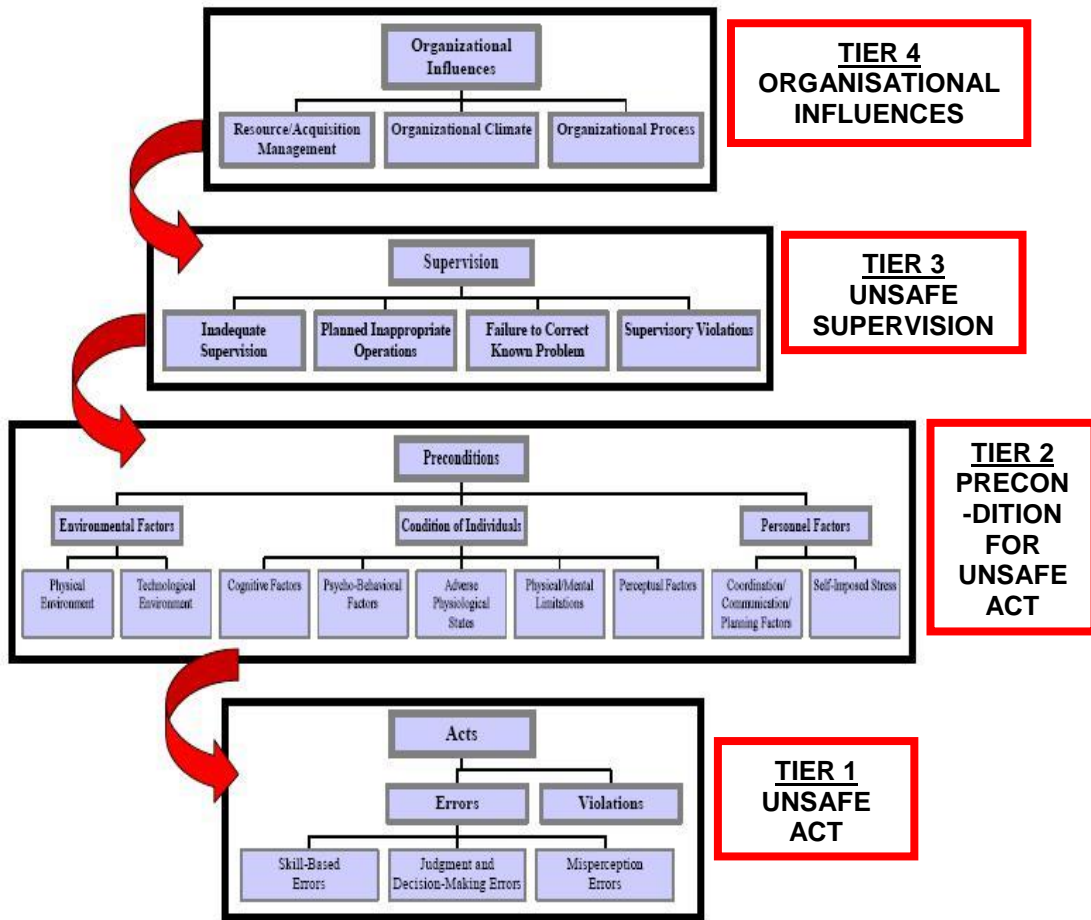 Organizational
Influences
Resource/Acquisition
Management
Organizational Climate
Organizational Process
TIER 4
ORGANISATIONAL
INFLUENCES
Supervision
Inadequate
Supervision
Planned Inappropriate
Operations
Failure to Correct
Known Problem
Supervisory Violations
TIER 3
UNSAFE
SUPERVISION
Preconditions
Environmental Factors
Condition of Individuals
Personnel Factors
Physical
Environment
Technological
Environment
Cognitive Factors
Psycho-Behavioral
Factors
Adverse
Physiological
States
Physical/Mental
Limitations
Perceptual Factors
Coordination/
Communication/
Planning Factors
Self-Imposed Stress
TIER 2
PRECON
-DITION
FOR
UNSAFE
ACT
Acts
Errors
Violations
Skill-Based
Errors
Judgment and
Decision-Making Errors
Misperception
Errors
TIER 1
UNSAFE
ACT